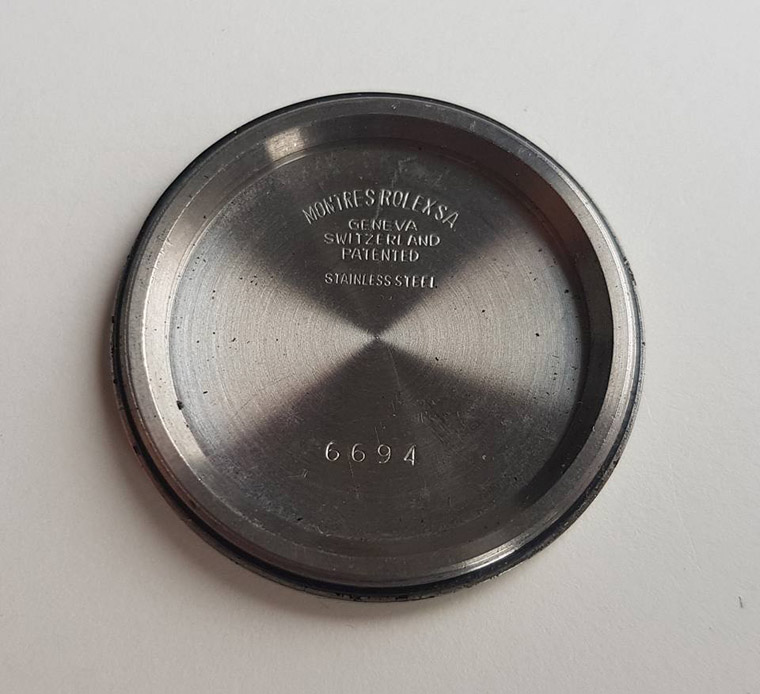 MONTRES ROLEX S.A.
GENEVA
SWITZERLAND
PATENTED
STAINLESS STEEL
6694